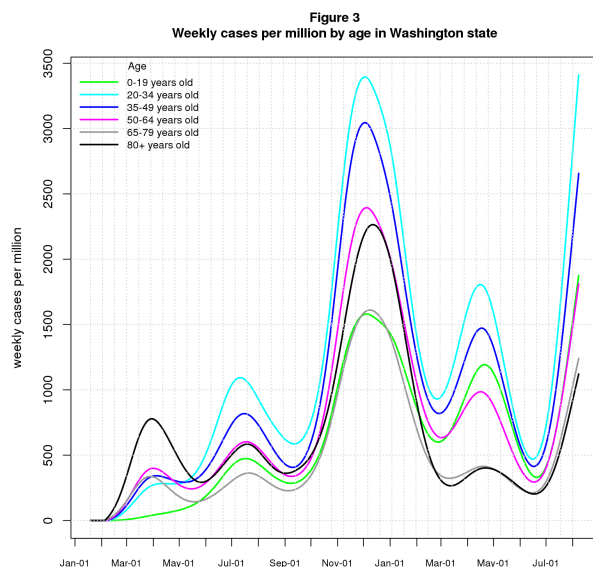 Figure 3
Weekly cases per million by age in Washington state
weekly cases per million
3500
3000
2500
2000
1500
1000
500
0
Age
0-19 years old
20-34 years old
35-49 years old
50-64 years old
65-79 years old
80+ years old
Jan-01 Mar-01 May-01 Jul-01 Sep-01 Nov-01 Jan-01 Mar-01 May-01 Jul-01